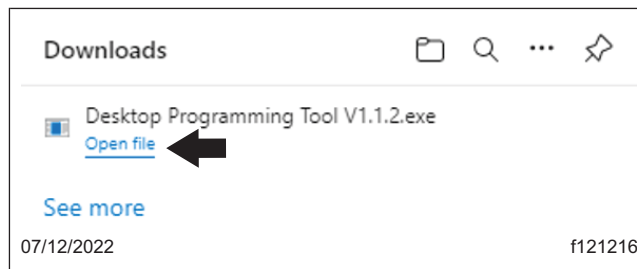 Downloads
Desktop Programming Tool V1.1.2.exe
Open file
See more
07/12/2022 f121216